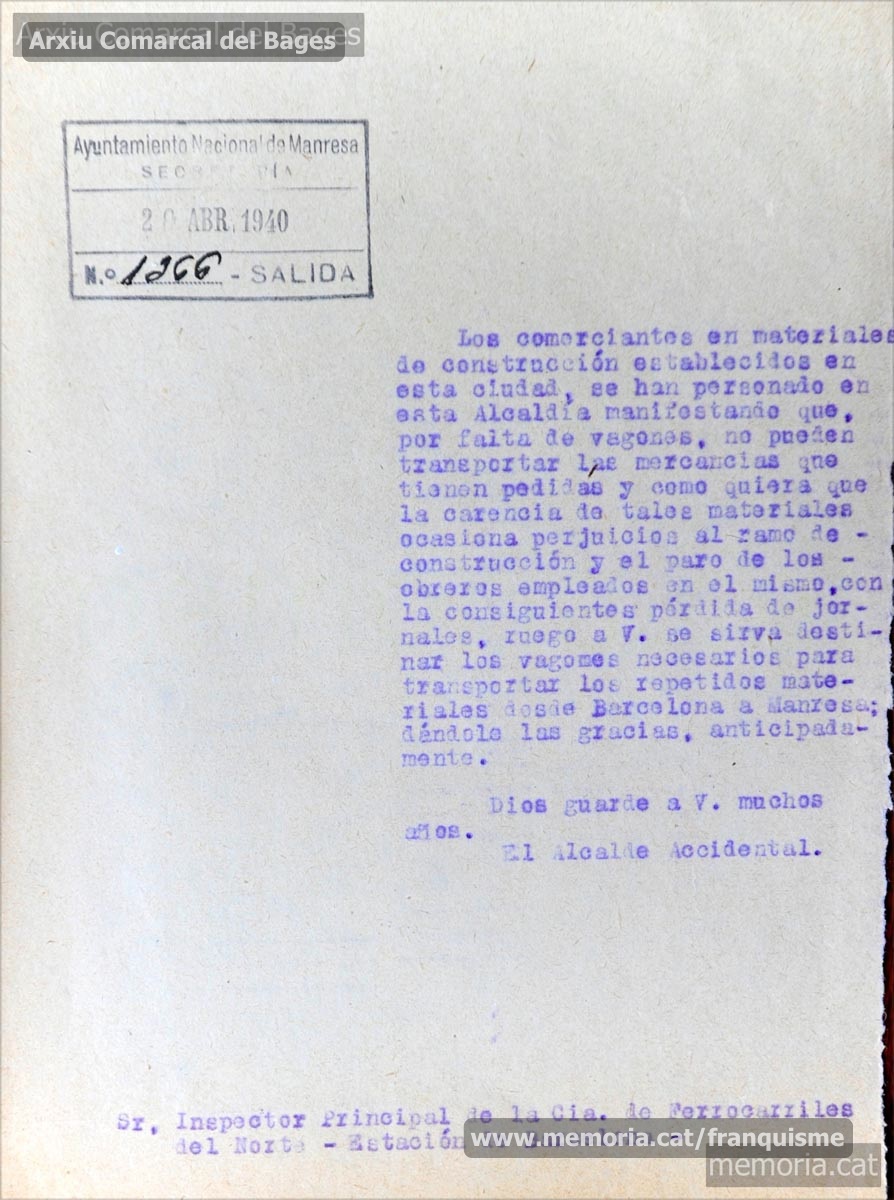 Arxiu Comarcal del Bages
Ayuntamiento Nacional de Manresa
SECRETARÍA
20 ABR. 1940
N.º 1266 - SALIDA
Los comerciantes en materiales
de construcción establecidos en
esta ciudad, se han personado en
esta Alcaldía manifestando que,
por falta de vagones, no pueden
transportar las mercancias que
tienen pedidas y como quiera que
la carencia de tales materiales
ocasiona perjuicios al ramo de -
construcción y el paro de los -
obreros empleados en el mismo,con
la consiguientes pérdida de jor-
nales, ruego a V. se sirva desti-
nar los vagomes necesarios para
transportar los repetidos mate-
riales desde Barcelona a Manresa;
dándole las gracias, anticipada-
mente.
Dios guarde a V. muchos
años.
El Alcalde Accidental.
Sr. Inspector Principal de la Cia. de Ferrocarriles
del Norte - Estación
www.memoria.cat/franquisme
memoria.cat